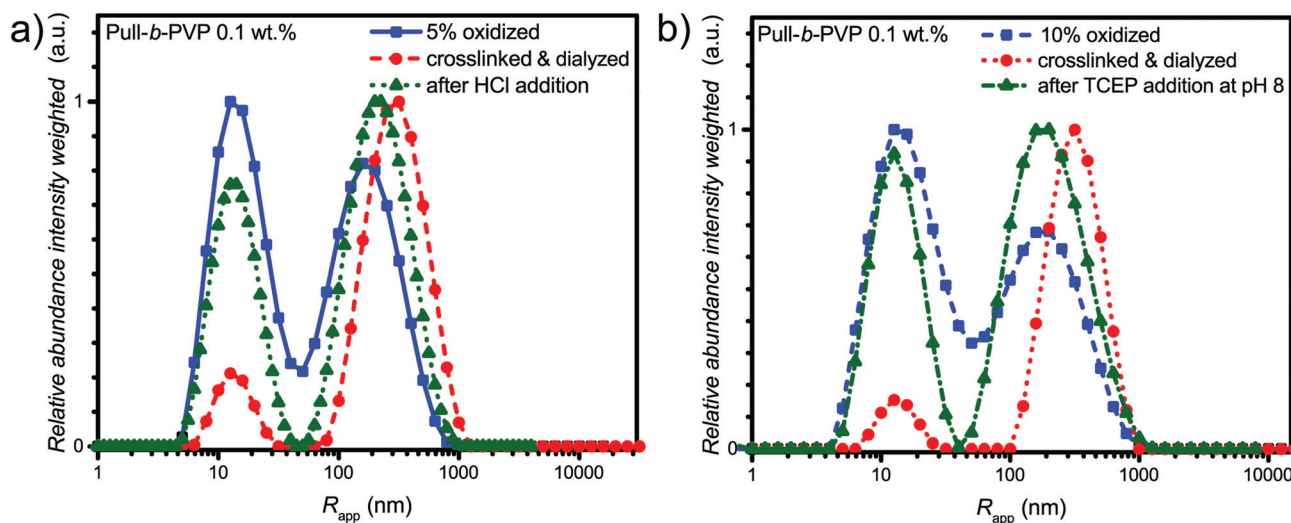 a)
Pull-b-PVP 0.1 wt.%
5% oxidized
crosslinked & dialyzed
after HCl addition
Relative abundance intensity weighted (a.u.)
1
0
1
10
100
1000
10000
Rapp (nm)
b)
Pull-b-PVP 0.1 wt.%
10% oxidized
crosslinked & dialyzed
after TCEP addition at pH 8
Relative abundance intensity weighted (a.u.)
1
0
1
10
100
1000
10000
Rapp (nm)